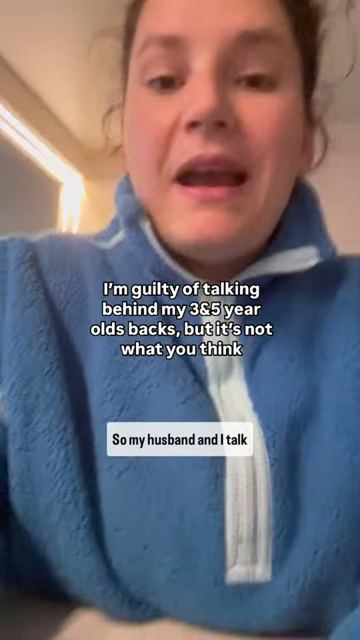 I'm guilty of talking
behind my 3&5 year
olds backs, but it's not
what you think
So my husband and I talk